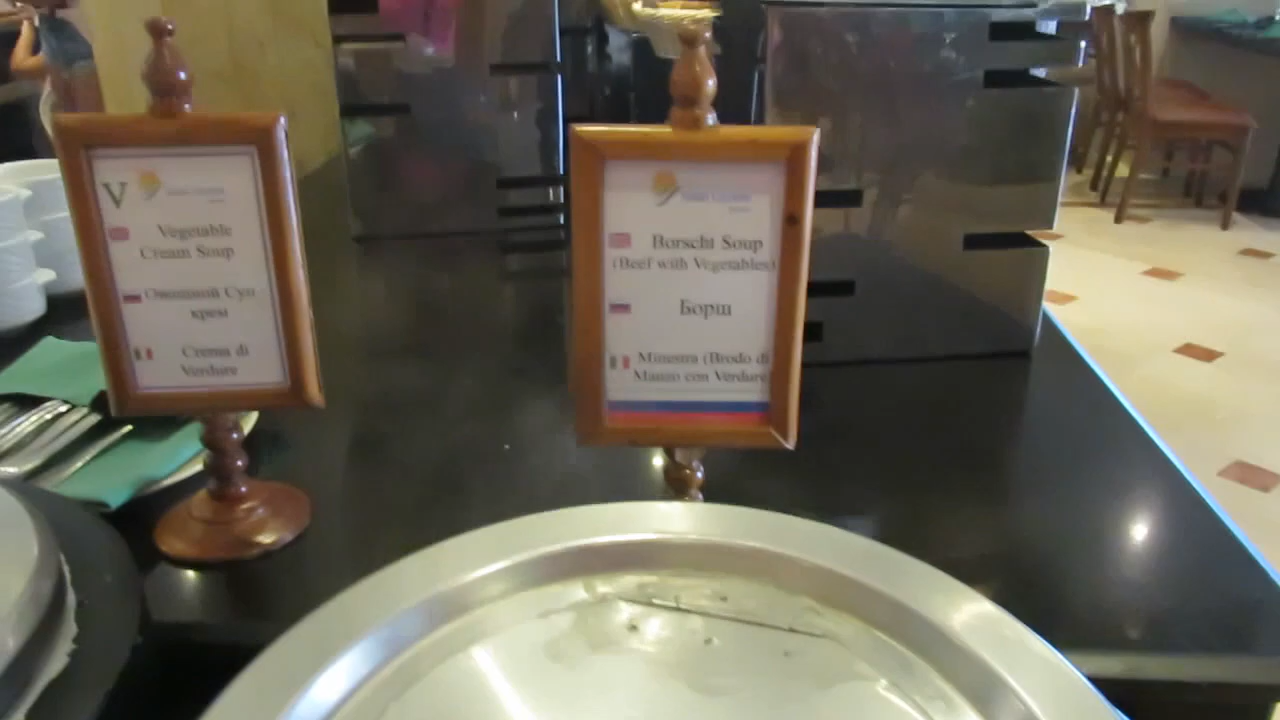 V
Vegetable
Cream Soup
Овощной Суп
крем
Crema di
Verdure
Borscht Soup
(Beef with Vegetables)
Борщ
Minestra (Brodo di
Manzo con Verdure